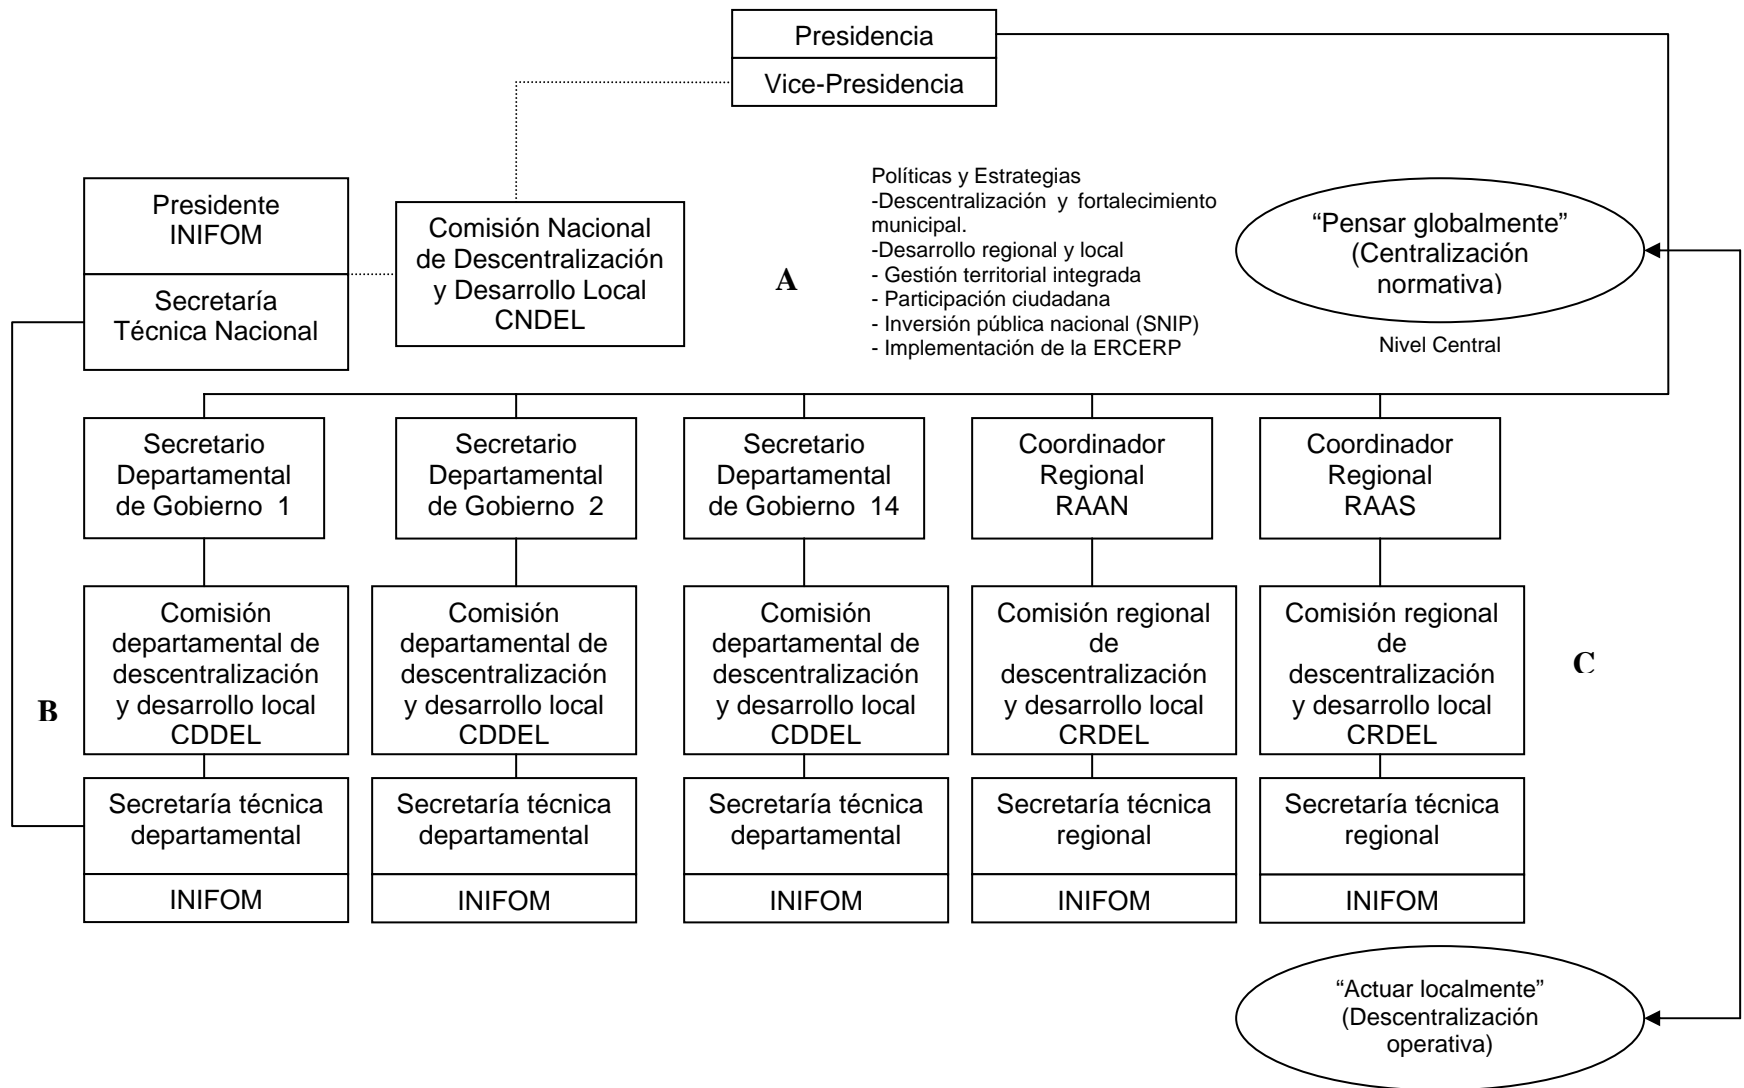 Presidencia
Vice-Presidencia
Presidente
INIFOM
Secretaría
Técnica Nacional
Comisión Nacional
de Descentralización
y Desarrollo Local
CNDEL
A
Políticas y Estrategias
-Descentralización y fortalecimiento
municipal.
-Desarrollo regional y local
- Gestión territorial integrada
- Participación ciudadana
- Inversión pública nacional (SNIP)
- Implementación de la ERCERP
“Pensar globalmente”
(Centralización
normativa)
Nivel Central
Secretario
Departamental
de Gobierno 1
Secretario
Departamental
de Gobierno 2
Secretario
Departamental
de Gobierno 14
Coordinador
Regional
RAAN
Coordinador
Regional
RAAS
B
Comisión
departamental de
descentralización
y desarrollo local
CDDEL
Comisión
departamental de
descentralización
y desarrollo local
CDDEL
Comisión
departamental de
descentralización
y desarrollo local
CDDEL
Comisión regional
de
descentralización
y desarrollo local
CRDEL
Comisión regional
de
descentralización
y desarrollo local
CRDEL
C
Secretaría técnica
departamental
INIFOM
Secretaría técnica
departamental
INIFOM
Secretaría técnica
departamental
INIFOM
Secretaría técnica
regional
INIFOM
Secretaría técnica
regional
INIFOM
“Actuar localmente”
(Descentralización
operativa)